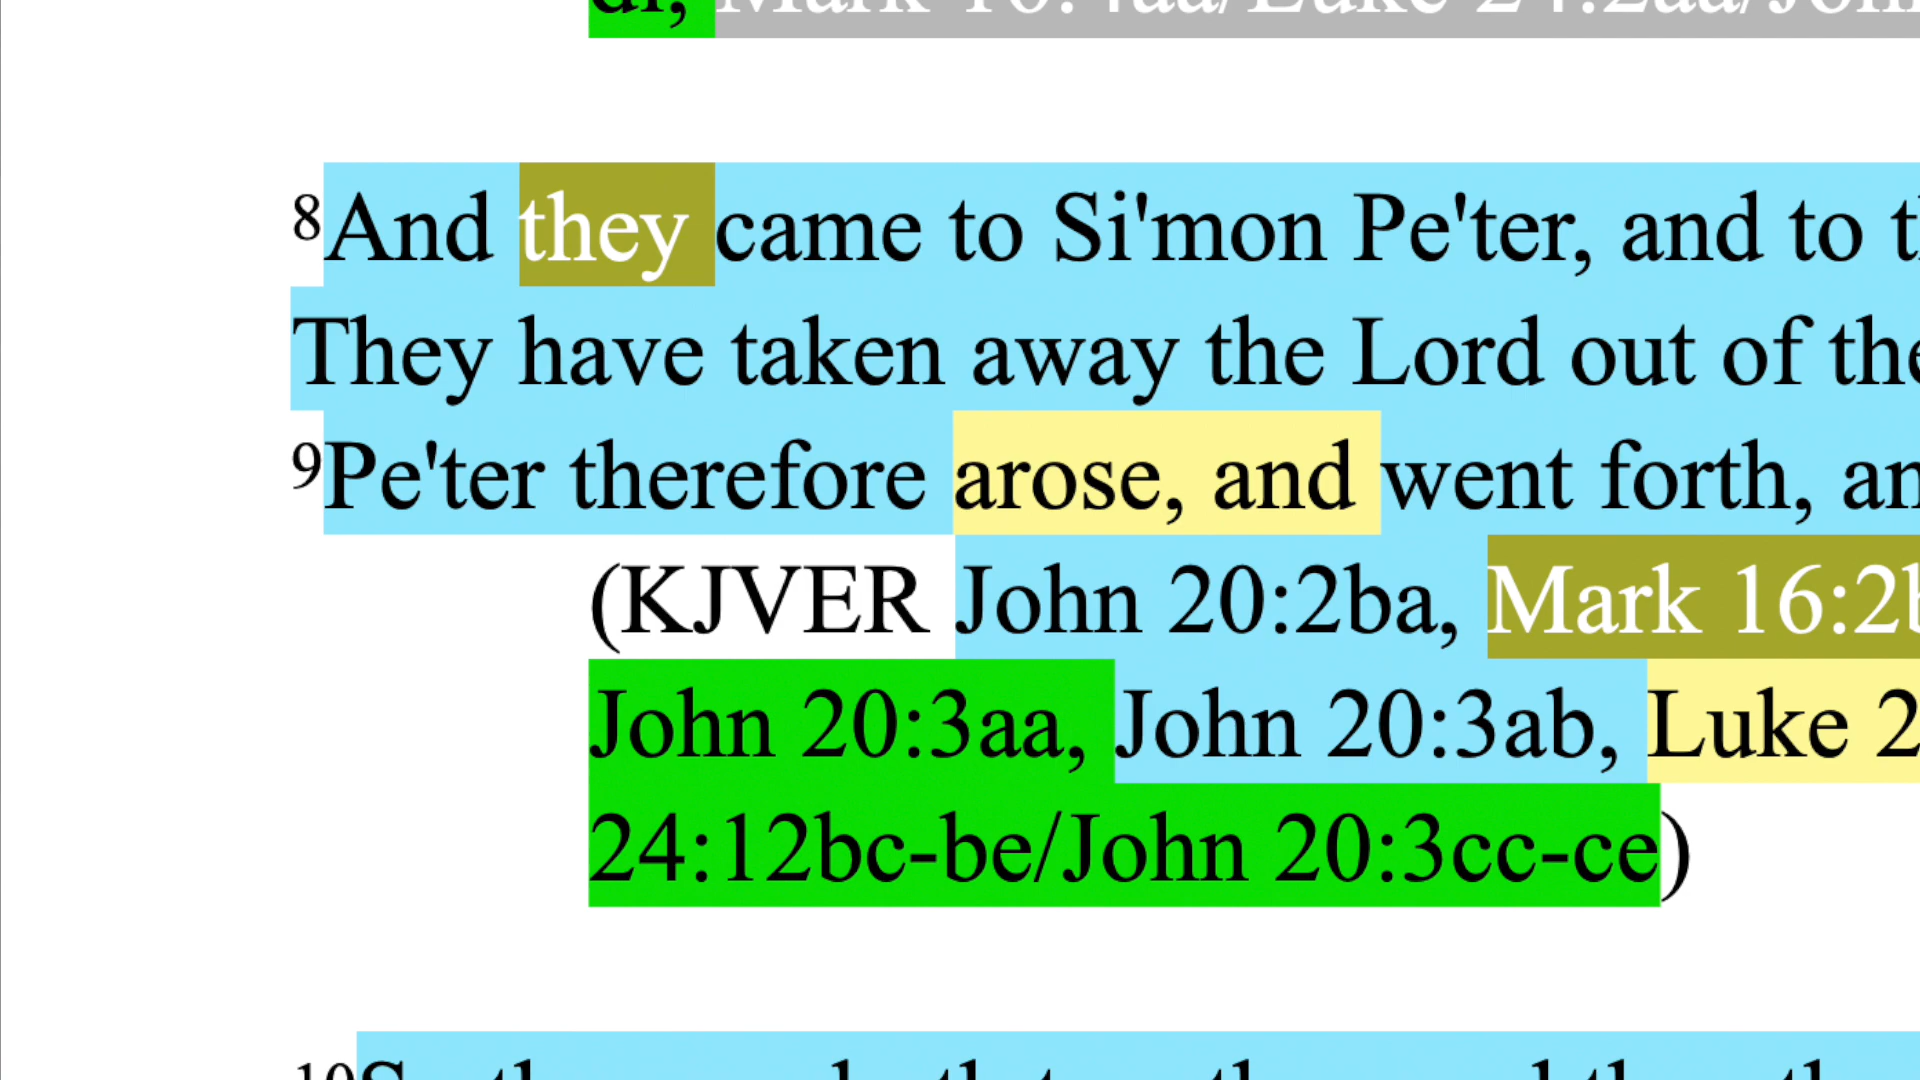 8And they came to Si'mon Pe'ter, and to
They have taken away the Lord out of the
9Pe'ter therefore arose, and went forth,
(KJVER John 20:2ba, Mark 16:2
John 20:3aa, John 20:3ab, Luke 2
24:12bc-be/John 20:3cc-ce)